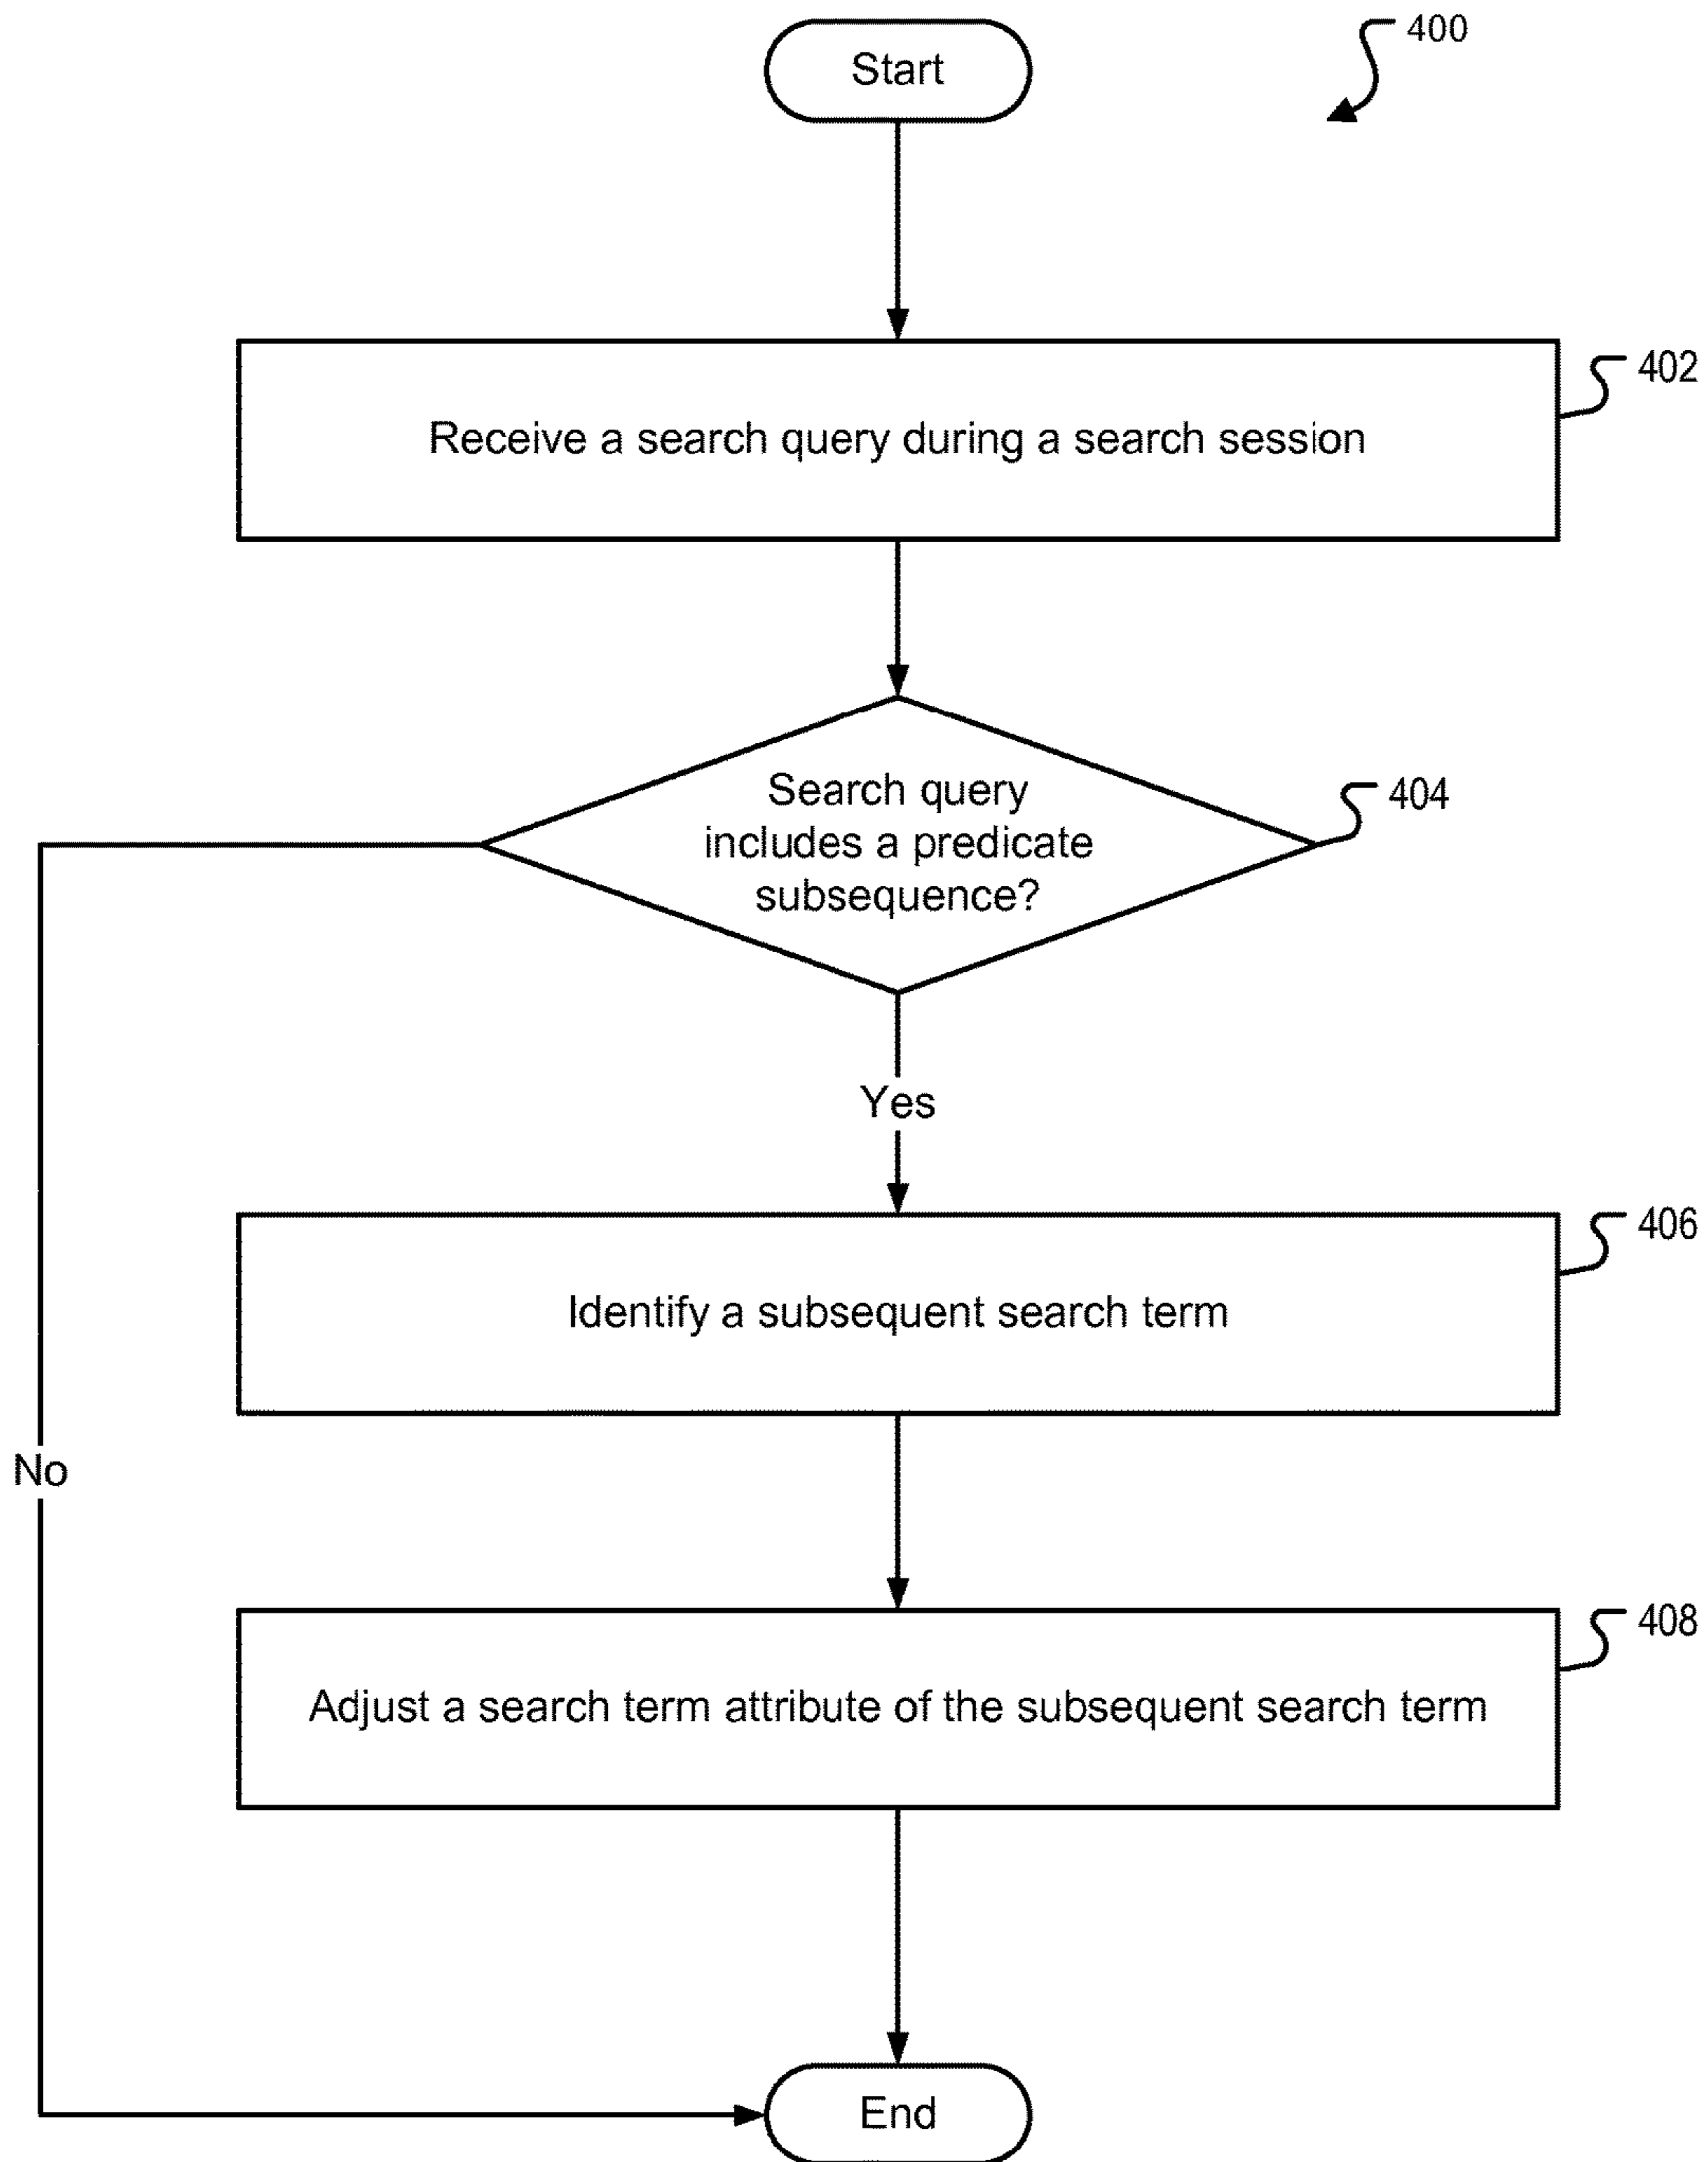 Start
400
Receive a search query during a search session
402
Search query
includes a predicate
subsequence?
404
Yes
Identify a subsequent search term
406
No
Adjust a search term attribute of the subsequent search term
408
End